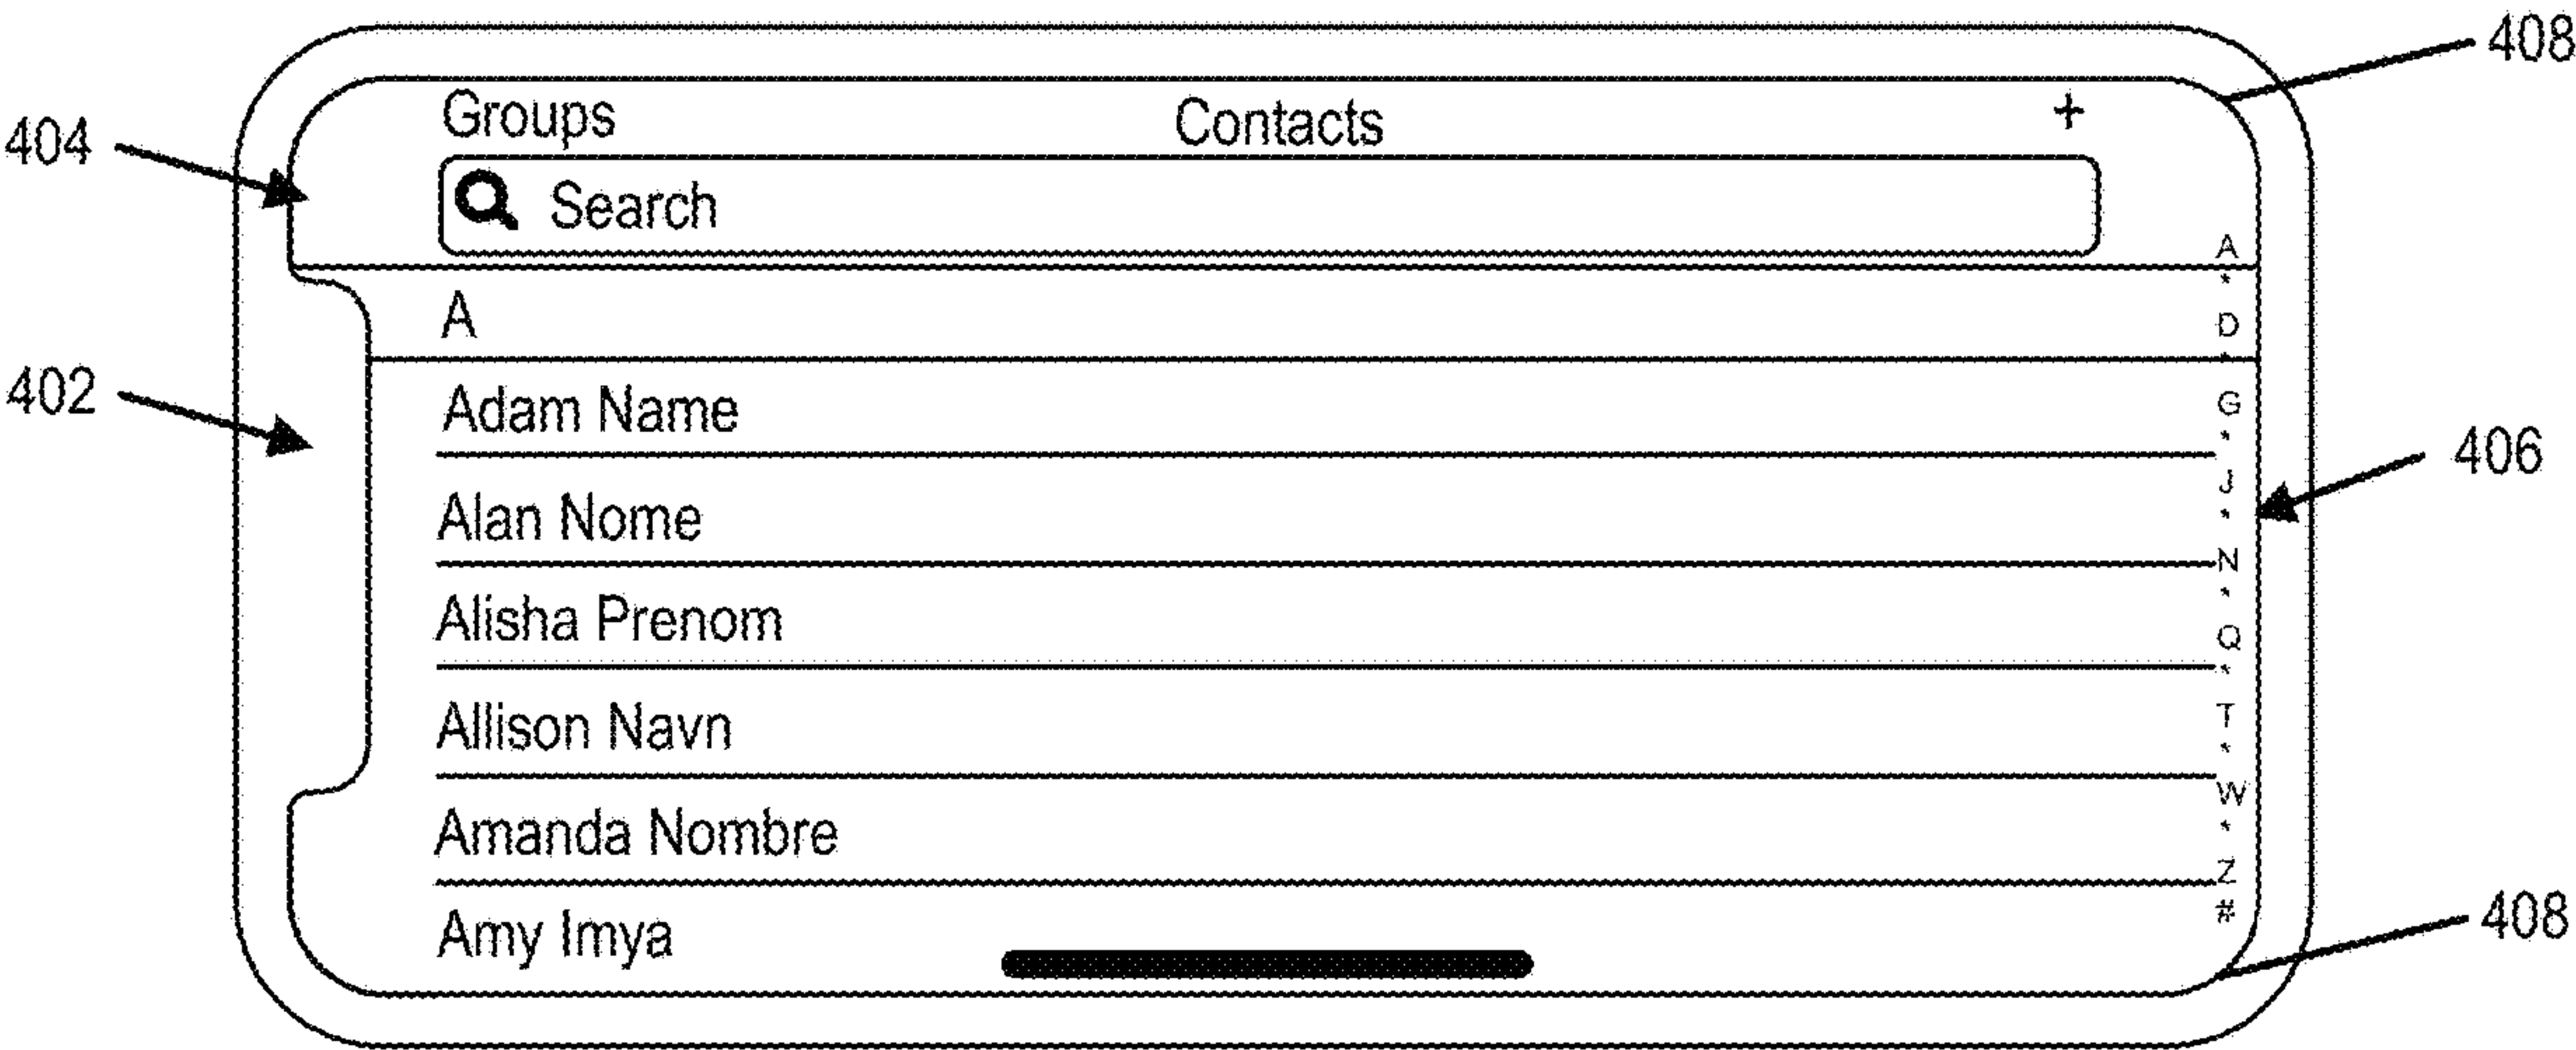 408
Groups Contacts +
404
Search
A
*
A
D
*
402
Adam Name
G
*
406
J
*
Alan Nome
N
*
Alisha Prenom
Q
*
Allison Navn
T
*
W
*
Amanda Nombre
Z
#
408
Amy Imya